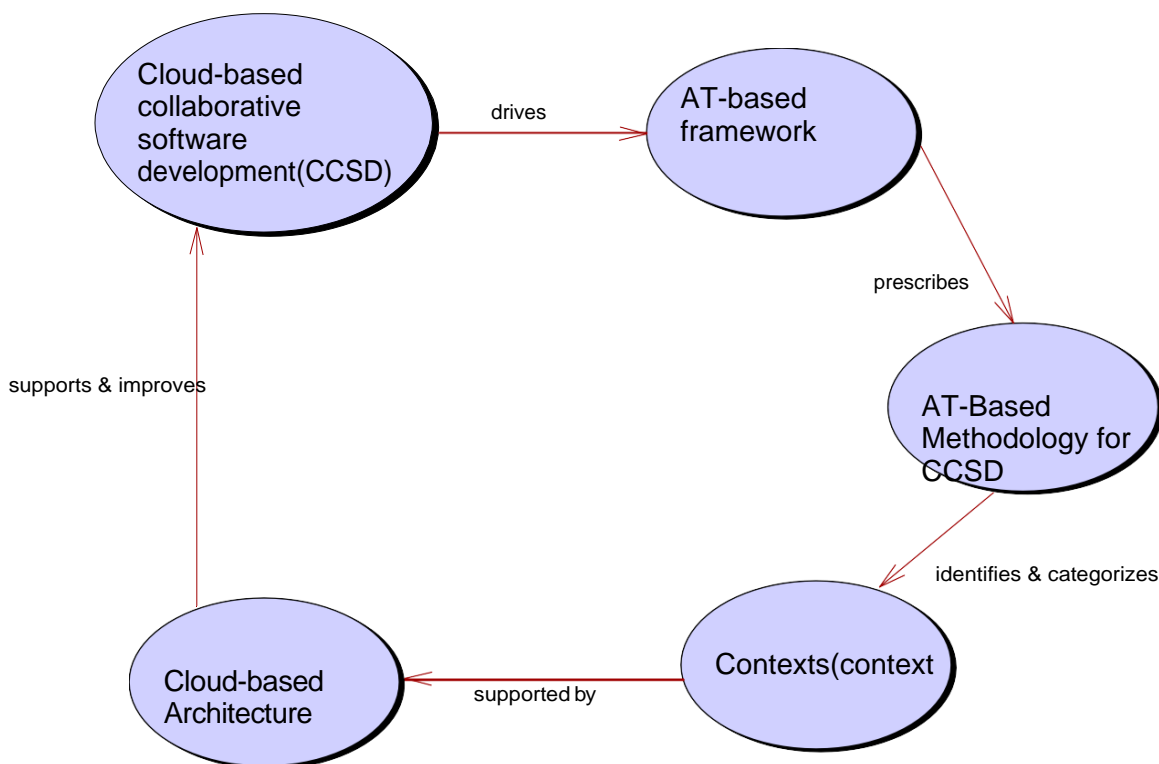 Cloud-based
collaborative
software
development(CCSD)
drives
AT-based
framework
prescribes
AT-Based
Methodology for
CCSD
identifies & categorizes
Contexts(context
supported by
Cloud-based
Architecture
supports & improves